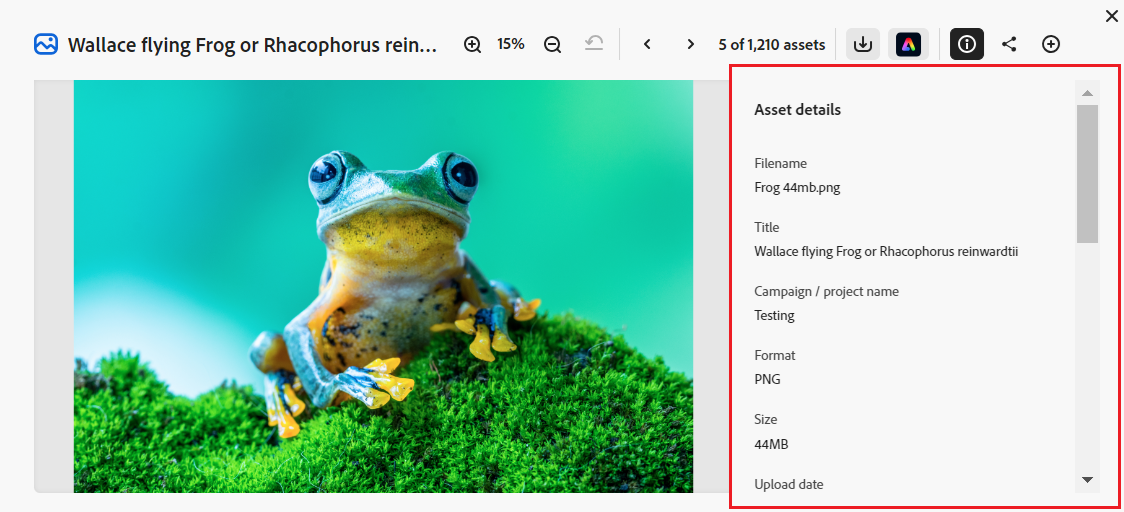 Wallace flying Frog or Rhacophorus rein...
15%
5 of 1,210 assets
Asset details
Filename
Frog 44mb.png
Title
Wallace flying Frog or Rhacophorus reinwardtii
Campaign / project name
Testing
Format
PNG
Size
44MB
Upload date